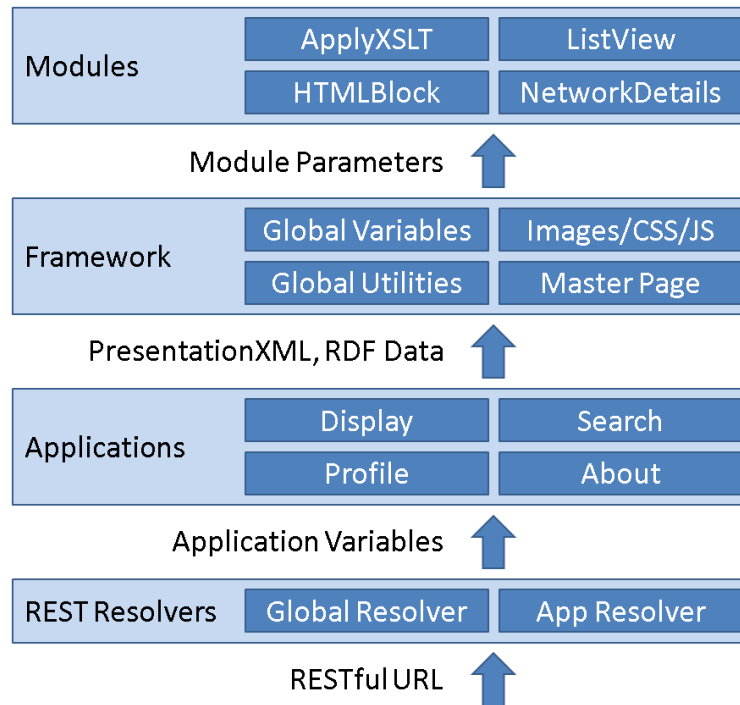 ApplyXSLT ListView
Modules
HTMLBlock NetworkDetails
Module Parameters
Global Variables Images/CSS/JS
Framework
Global Utilities Master Page
PresentationXML, RDF Data
Display Search
Applications
Profile About
Application Variables
REST Resolvers Global Resolver App Resolver
RESTful URL